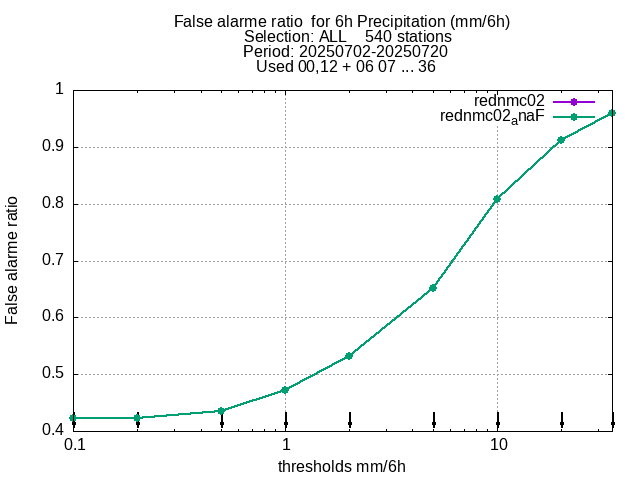 False alarme ratio  for 6h Precipitation (mm/6h)
Selection: ALL    540 stations
Period: 20250702-20250720
Used 00,12 + 06 07 ... 36
rednmc02
rednmc02anaF
1
0.9
0.8
0.7
0.6
0.5
0.4
False alarme ratio
0.1 1 10
thresholds mm/6h